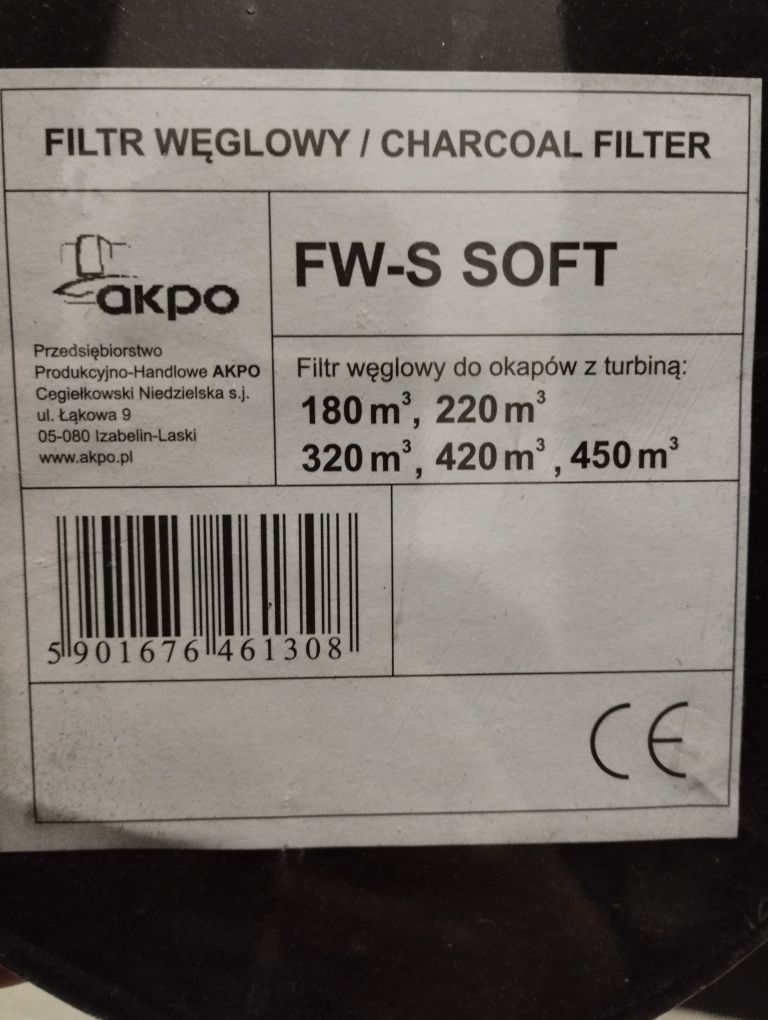 FILTR WĘGLOWY / CHARCOAL FILTER
akpo
Przedsiębiorstwo
Produkcyjno-Handlowe AKPO
Cegiełkowski Niedzielska s.j.
ul. Łąkowa 9
05-080 Izabelin-Laski
www.akpo.pl
FW-S SOFT
Filtr węglowy do okapów z turbiną:
180 m³, 220 m³
320 m³, 420 m³, 450 m³
5 901676 461308
CE